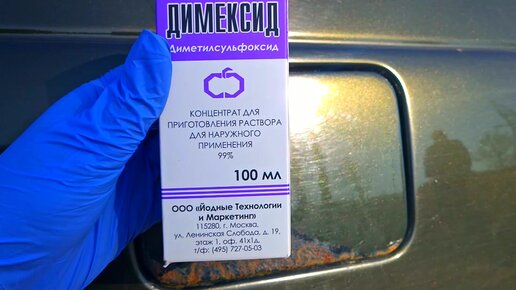 ДИМЕКСИД
Диметилсульфоксид
КОНЦЕНТРАТ ДЛЯ
ПРИГОТОВЛЕНИЯ РАСТВОРА
ДЛЯ НАРУЖНОГО
ПРИМЕНЕНИЯ
99%
100 мл
ООО «Йодные Технологии
и Маркетинг»
115280, г. Москва,
ул. Ленинская Слобода, д. 19,
этаж 1, оф. 41х1д.
т/ф: (495) 727-05-03